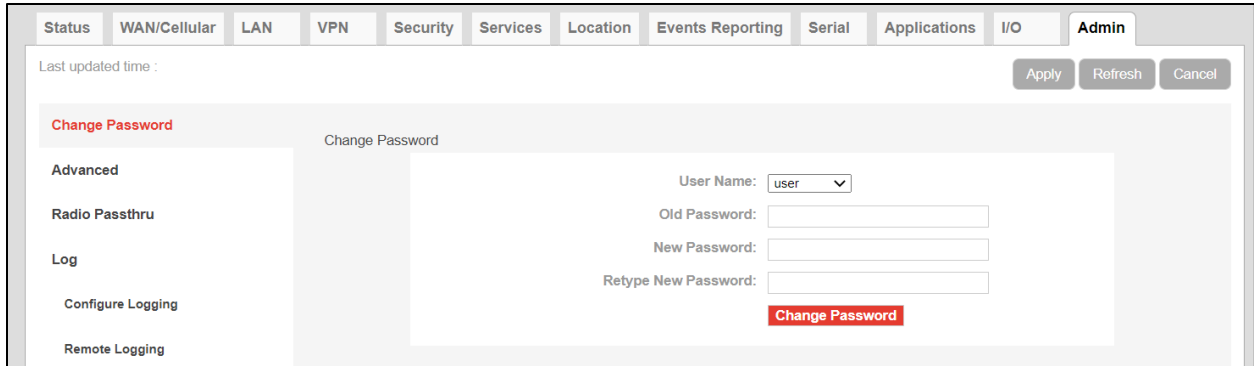 Status WAN/Cellular LAN VPN Security Services Location Events Reporting Serial Applications I/O Admin
Last updated time :
Apply Refresh Cancel
Change Password
Advanced
Radio Passthru
Log
Configure Logging
Remote Logging
Change Password
User Name: user
Old Password:
New Password:
Retype New Password:
Change Password